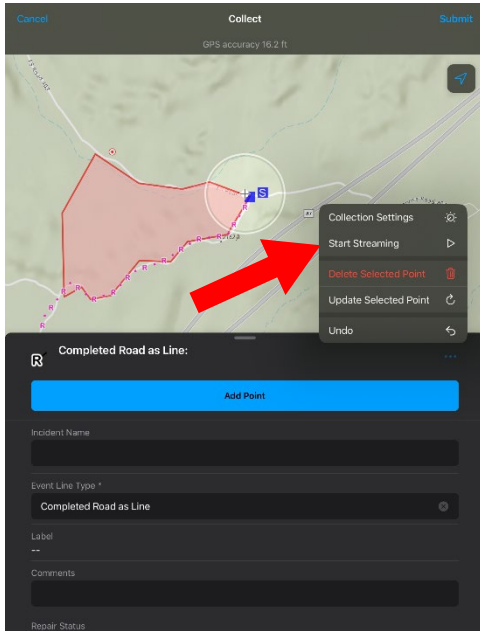 Cancel
Collect
Submit
GPS accuracy 16.2 ft
S
Collection Settings
Start Streaming
Delete Selected Point
Update Selected Point
Undo
R R R R R R R R R R
R
Completed Road as Line:
Add Point
Incident Name
Event Line Type *
Completed Road as Line
Label
--
Comments
Repair Status